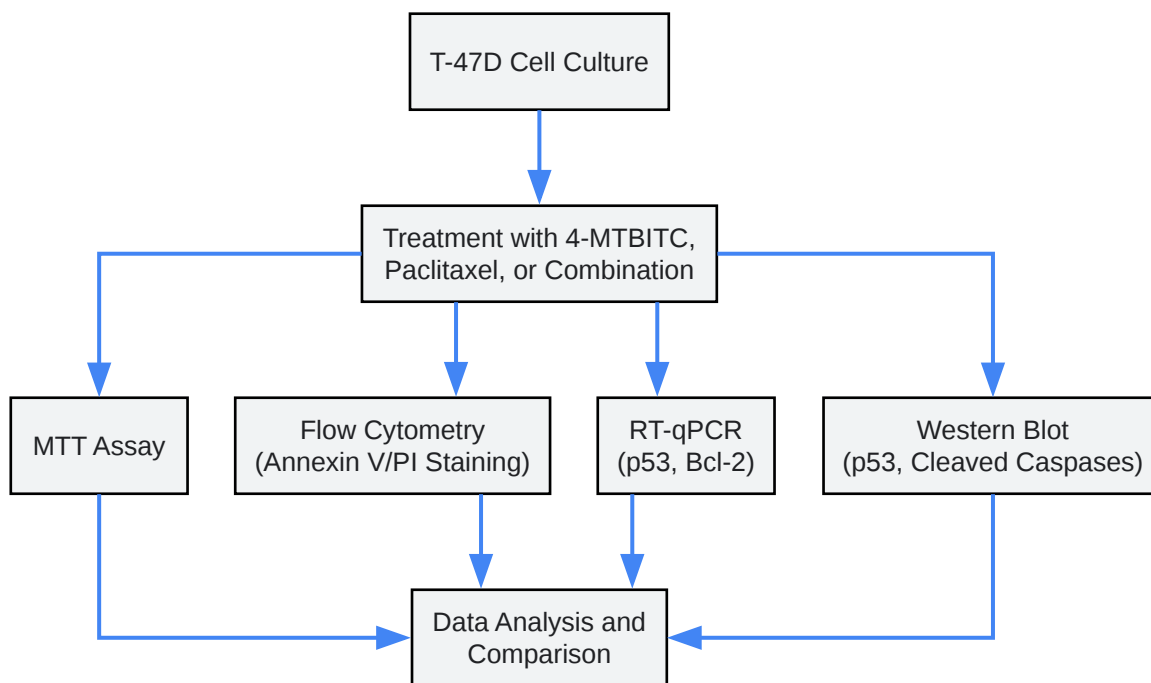 T-47D Cell Culture
Treatment with 4-MTBITC,
Paclitaxel, or Combination
MTT Assay
Flow Cytometry
(Annexin V/PI Staining)
RT-qPCR
(p53, Bcl-2)
Western Blot
(p53, Cleaved Caspases)
Data Analysis and
Comparison